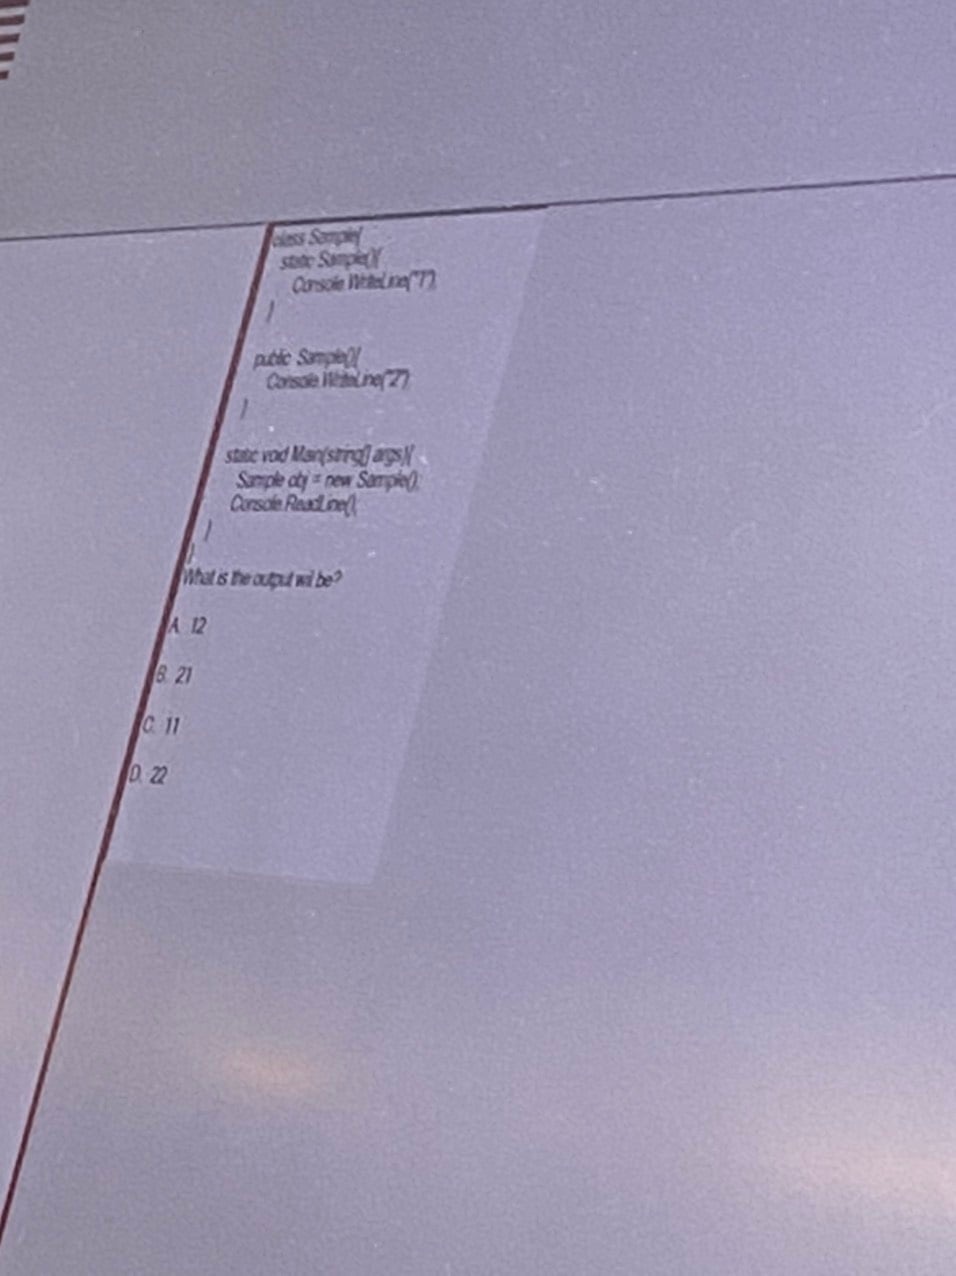 class Sample{
static Sample(){
Console.WriteLine("1");
}
public Sample(){
Console.WriteLine("2");
}
static void Main(string[] args){
Sample obj = new Sample();
Console.ReadLine();
}
}
What is the output wil be?
A. 12
B. 21
C. 11
D. 22